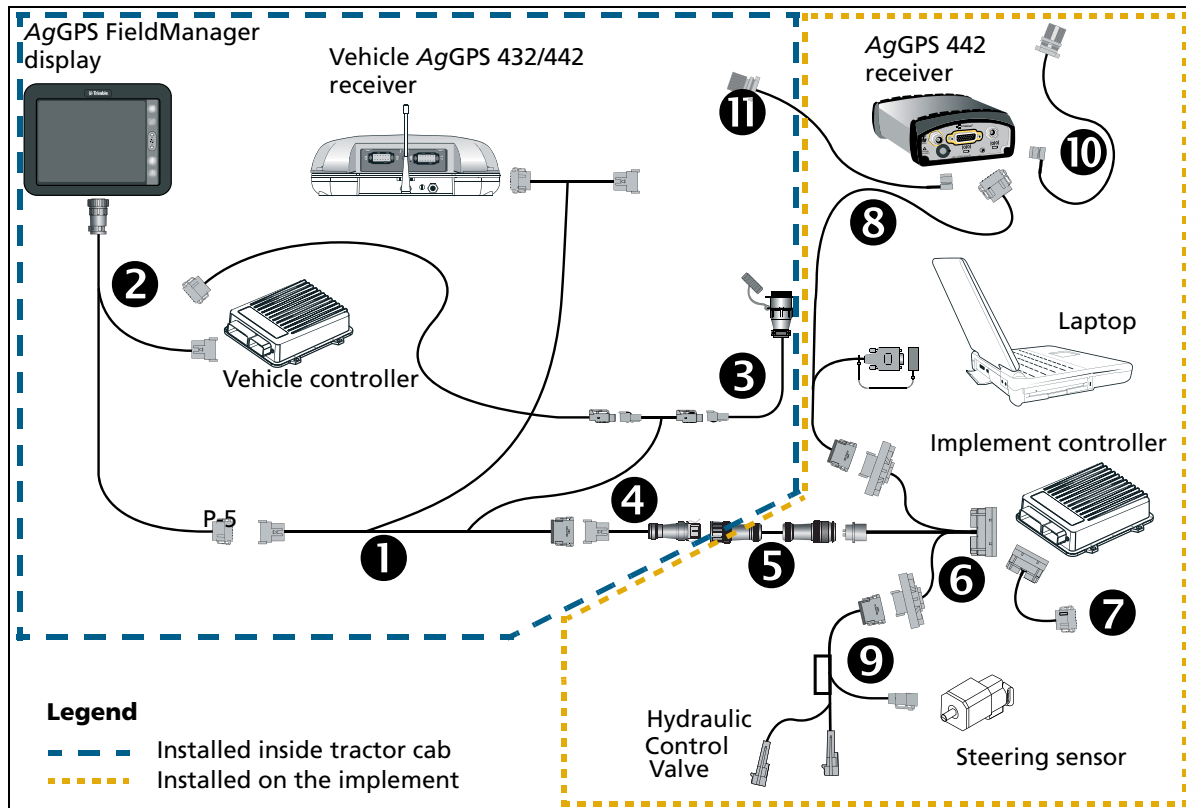 AgGPS FieldManager
display
Trimble
Vehicle AgGPS 432/442
receiver
AgGPS 442
receiver
11
10
8
2
Vehicle controller
3
Laptop
Implement controller
4
P-5
1
5
6
7
9
Hydraulic
Control
Valve
Steering sensor
Legend
Installed inside tractor cab
Installed on the implement